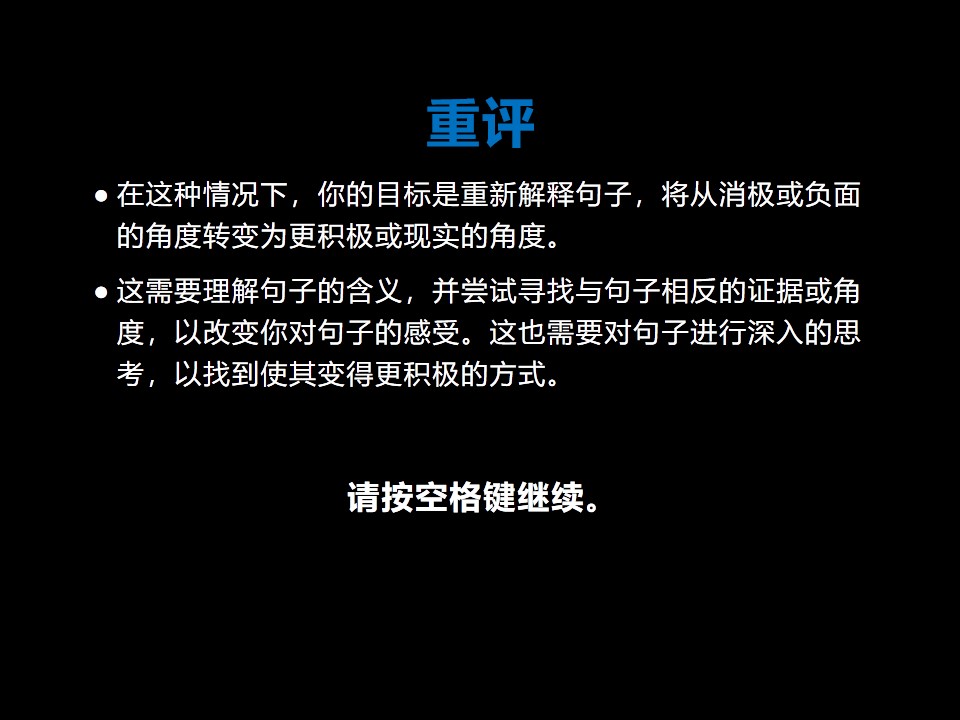 重评
● 在这种情况下，你的目标是重新解释句子，将从消极或负面
的角度转变为更积极或现实的角度。
● 这需要理解句子的含义，并尝试寻找与句子相反的证据或角
度，以改变你对句子的感受。这也需要对句子进行深入的思
考，以找到使其变得更积极的方式。
请按空格键继续。